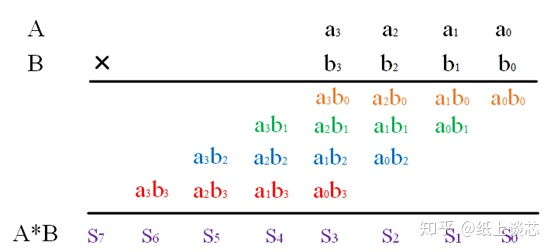 A a₃ a₂ a₁ a₀
B × b₃ b₂ b₁ b₀
a₃b₀ a₂b₀ a₁b₀ a₀b₀
a₃b₁ a₂b₁ a₁b₁ a₀b₁
a₃b₂ a₂b₂ a₁b₂ a₀b₂
a₃b₃ a₂b₃ a₁b₃ a₀b₃
A*B S₇ S₆ S₅ S₄ S₃ S₂ S₁ S₀
知乎 @纸上谈芯